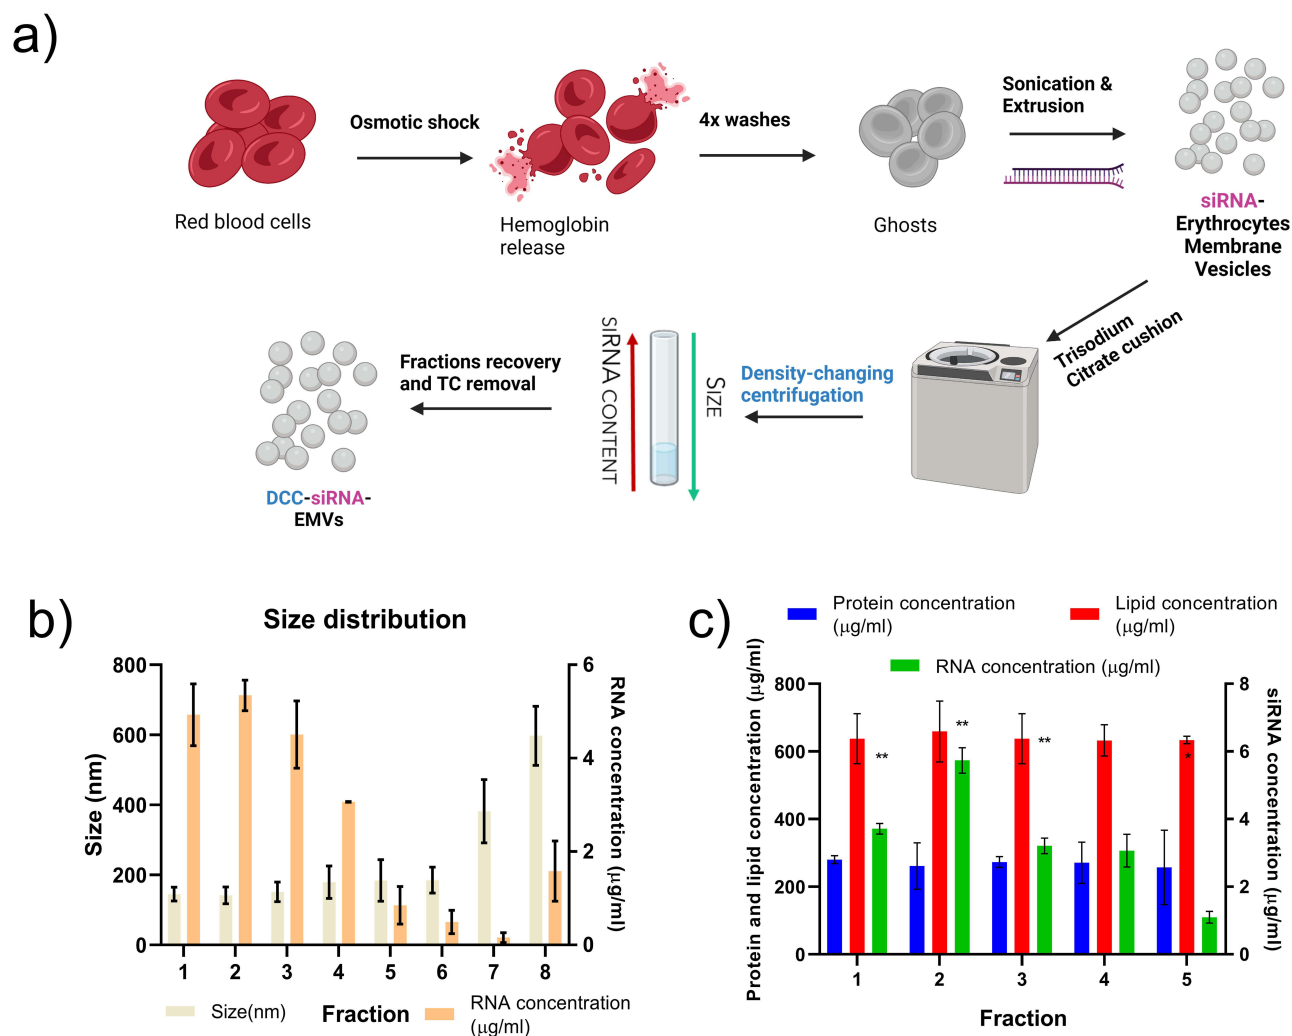 a)
Red blood cells
Osmotic shock
Hemoglobin
release
4x washes
Ghosts
Sonication &
Extrusion
siRNA-
Erythrocytes
Membrane
Vesicles
Trisodium
Citrate cushion
Density-changing
centrifugation
SIZE
SIRNA CONTENT
Fractions recovery
and TC removal
DCC-siRNA-
EMVs
b)
Size distribution
Size (nm)
800
600
400
200
0
RNA concentration (μg/ml)
6
4
2
0
1 2 3 4 5 6 7 8
Fraction
Size(nm)
RNA concentration
(μg/ml)
c)
Protein concentration
(μg/ml)
Lipid concentration
(μg/ml)
RNA concentration (μg/ml)
Protein and lipid concentration (μg/ml)
800
600
400
200
0
** ** ** *
siRNA concentration (μg/ml)
8
6
4
2
0
1 2 3 4 5
Fraction